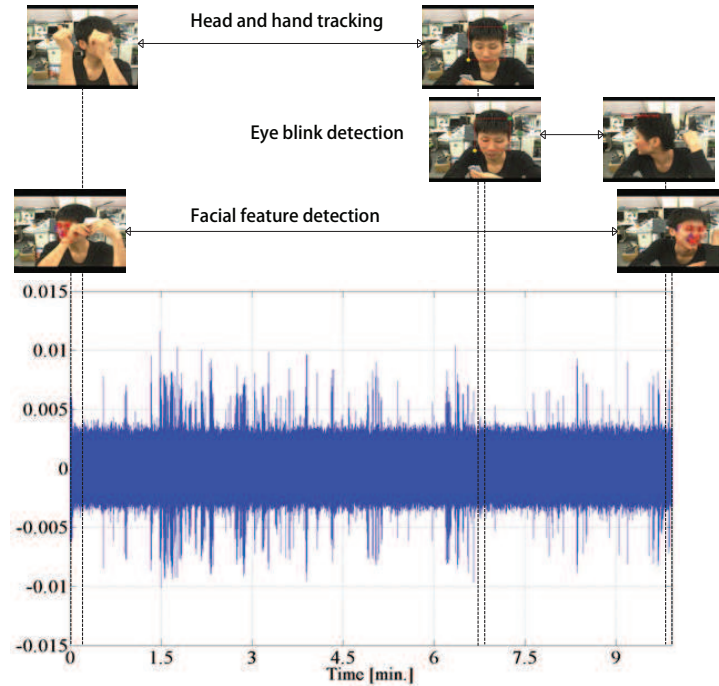 Head and hand tracking
Eye blink detection
Facial feature detection
0.015
0.01
0.005
0
-0.005
-0.01
-0.015
0 1.5 3 4.5 6 7.5 9
Time [min.]